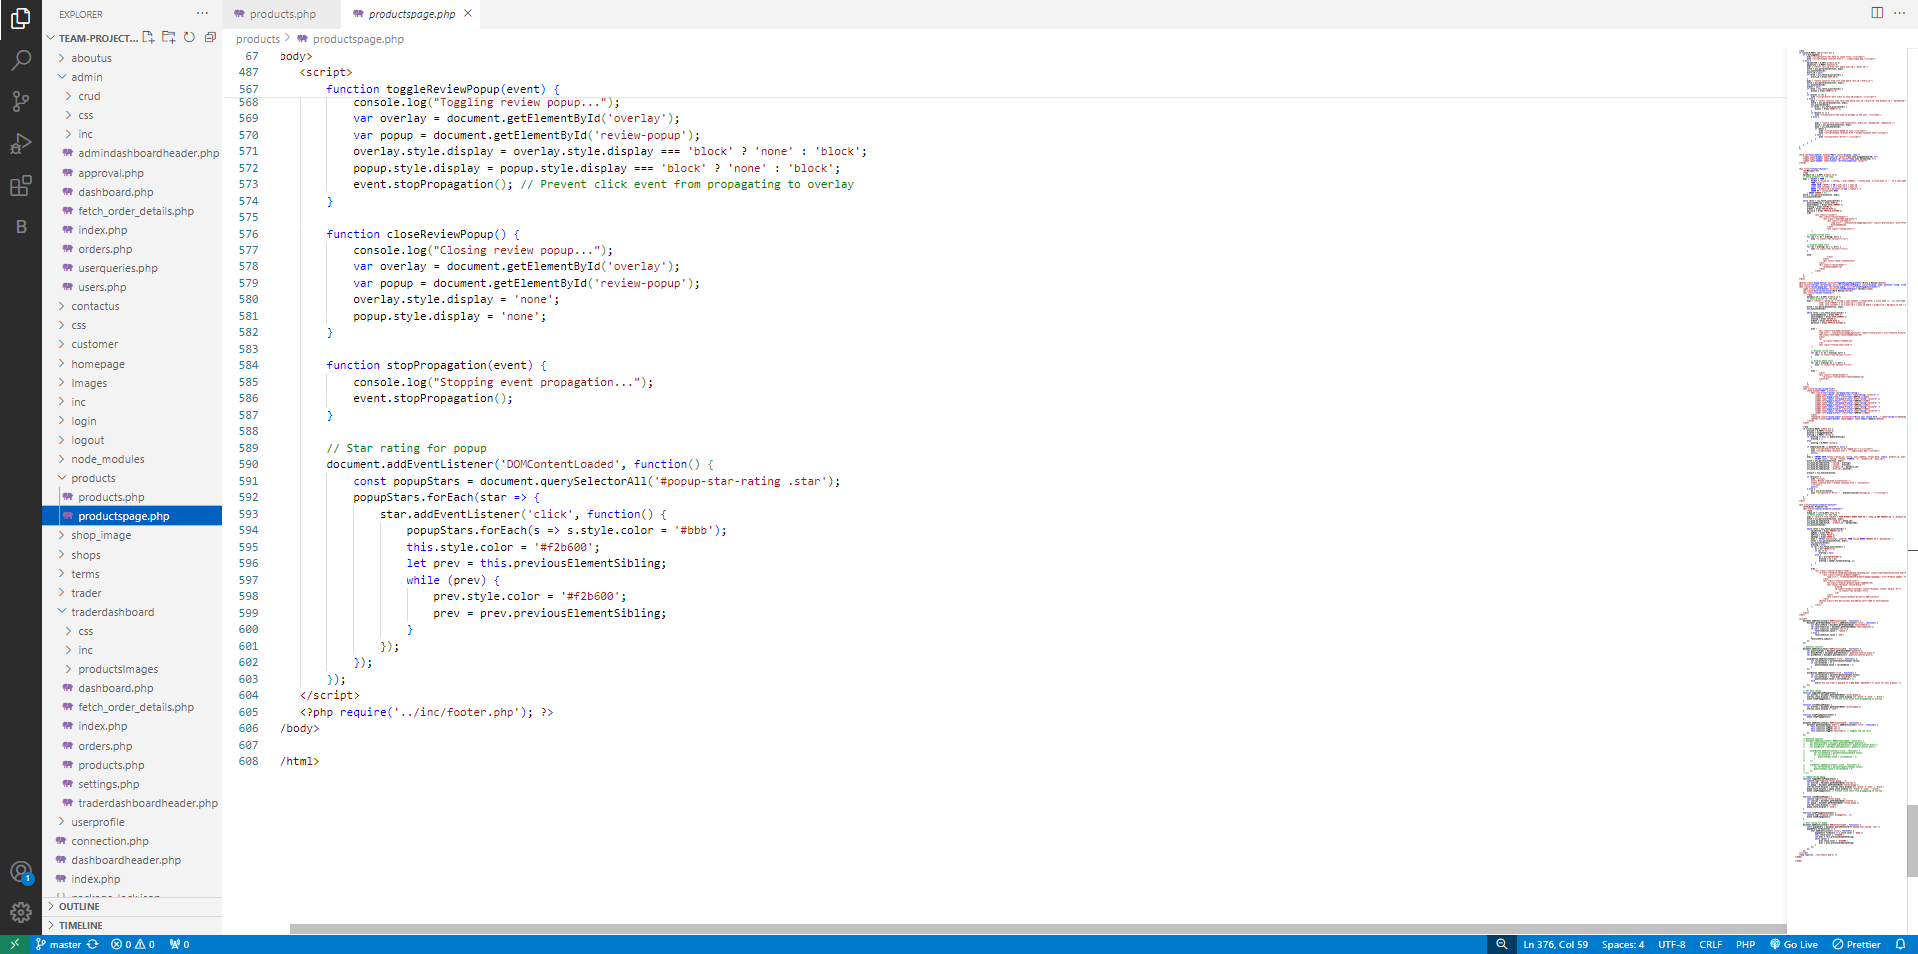 EXPLORER
TEAM-PROJECT...
aboutus
admin
crud
css
inc
admindashboardheader.php
approval.php
dashboard.php
fetch_order_details.php
index.php
orders.php
userqueries.php
users.php
contactus
css
customer
homepage
Images
inc
login
logout
node_modules
products
products.php
productspage.php
shop_image
shops
terms
trader
traderdashboard
css
inc
productsImages
dashboard.php
fetch_order_details.php
index.php
orders.php
products.php
settings.php
traderdashboardheader.php
userprofile
connection.php
dashboardheader.php
index.php
OUTLINE
TIMELINE
products.php
productspage.php
products > productspage.php
67 body>
487 <script>
567 function toggleReviewPopup(event) {
568 console.log("Toggling review popup...");
569 var overlay = document.getElementById('overlay');
570 var popup = document.getElementById('review-popup');
571 overlay.style.display = overlay.style.display === 'block' ? 'none' : 'block';
572 popup.style.display = popup.style.display === 'block' ? 'none' : 'block';
573 event.stopPropagation(); // Prevent click event from propagating to overlay
574 }
575
576 function closeReviewPopup() {
577 console.log("Closing review popup...");
578 var overlay = document.getElementById('overlay');
579 var popup = document.getElementById('review-popup');
580 overlay.style.display = 'none';
581 popup.style.display = 'none';
582 }
583
584 function stopPropagation(event) {
585 console.log("Stopping event propagation...");
586 event.stopPropagation();
587 }
588
589 // Star rating for popup
590 document.addEventListener('DOMContentLoaded', function() {
591 const popupStars = document.querySelectorAll('#popup-star-rating .star');
592 popupStars.forEach(star => {
593 star.addEventListener('click', function() {
594 popupStars.forEach(s => s.style.color = '#bbb');
595 this.style.color = '#f2b600';
596 let prev = this.previousElementSibling;
597 while (prev) {
598 prev.style.color = '#f2b600';
599 prev = prev.previousElementSibling;
600 }
601 });
602 });
603 });
604 </script>
605 <?php require('../inc/footer.php'); ?>
606 /body>
607
608 /html>
B
1
master
0 0
0
Ln 376, Col 59
Spaces: 4
UTF-8
CRLF
PHP
Go Live
Prettier